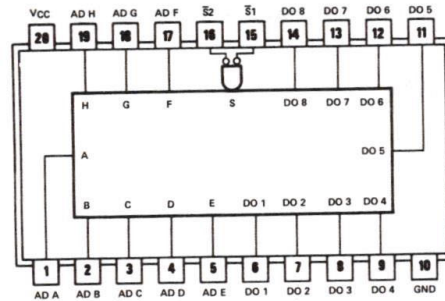 VCC AD H AD G AD F S̅2 S̅1 DO 8 DO 7 DO 6 DO 5
20 19 18 17 16 15 14 13 12 11
H G F S DO 8 DO 7 DO 6
A DO 5
B C D E DO 1 DO 2 DO 3 DO 4
1 2 3 4 5 6 7 8 9 10
AD A AD B AD C AD D AD E DO 1 DO 2 DO 3 DO 4 GND